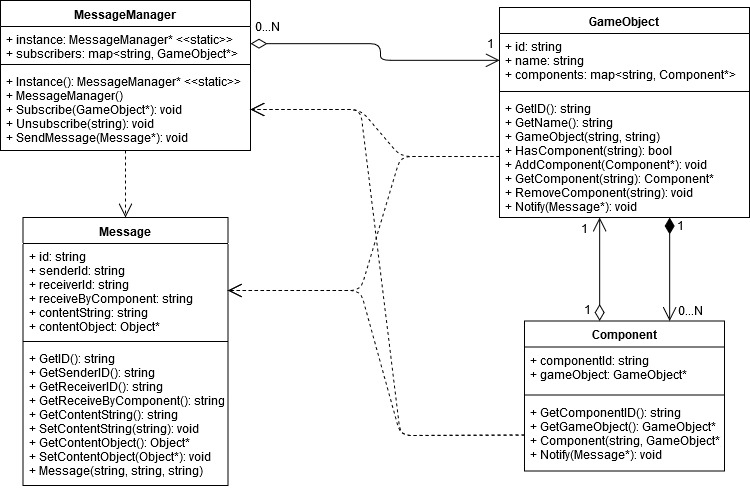 MessageManager
+ instance: MessageManager* <<static>>
+ subscribers: map<string, GameObject*>
+ Instance(): MessageManager* <<static>>
+ MessageManager()
+ Subscribe(GameObject*): void
+ Unsubscribe(string): void
+ SendMessage(Message*): void
0...N
1
GameObject
+ id: string
+ name: string
+ components: map<string, Component*>
+ GetID(): string
+ GetName(): string
+ GameObject(string, string)
+ HasComponent(string): bool
+ AddComponent(Component*): void
+ GetComponent(string): Component*
+ RemoveComponent(string): void
+ Notify(Message*): void
1
1
Message
+ id: string
+ senderId: string
+ receiverId: string
+ receiveByComponent: string
+ contentString: string
+ contentObject: Object*
+ GetID(): string
+ GetSenderID(): string
+ GetReceiverID(): string
+ GetReceiveByComponent(): string
+ GetContentString(): string
+ SetContentString(string): void
+ GetContentObject(): Object*
+ SetContentObject(Object*): void
+ Message(string, string, string)
1
0...N
Component
+ componentId: string
+ gameObject: GameObject*
+ GetComponentID(): string
+ GetGameObject(): GameObject*
+ Component(string, GameObject*
+ Notify(Message*): void